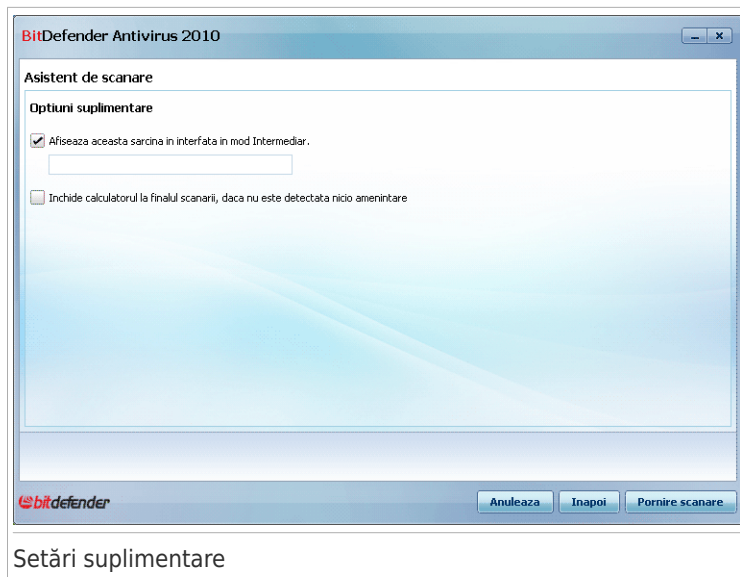 BitDefender Antivirus 2010
Asistent de scanare
Optiuni suplimentare
Afiseaza aceasta sarcina in interfata in mod Intermediar.
Inchide calculatorul la finalul scanarii, daca nu este detectata nicio amenintare
bitdefender
Anuleaza Inapoi Pornire scanare
Setări suplimentare